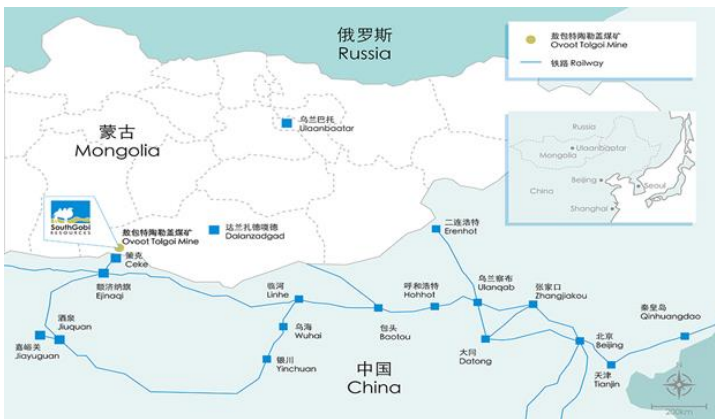 俄罗斯
Russia
敖包特陶勒盖煤矿
Ovoot Tolgoi Mine
铁路 Railway
乌兰巴托
Ulaanbaatar
蒙古
Mongolia
Russia
Ulaanbaatar
Mongolia
Beijing
Seoul
China
Shanghai
SouthGobi
RESOURCES
敖包特陶勒盖煤矿
Ovoot Tolgoi Mine
达兰扎德嘎德
Dalanzadgad
二连浩特
Erenhot
策克
Ceke
额济纳旗
Ejinaqi
临河
Linhe
呼和浩特
Hohhot
乌兰察布
Ulanqab
张家口
Zhangjiakou
秦皇岛
Qinhuangdao
酒泉
Jiuquan
嘉峪关
Jiayuguan
乌海
Wuhai
包头
Baotou
银川
Yinchuan
大同
Datong
北京
Beijing
天津
Tianjin
中国
China
200km